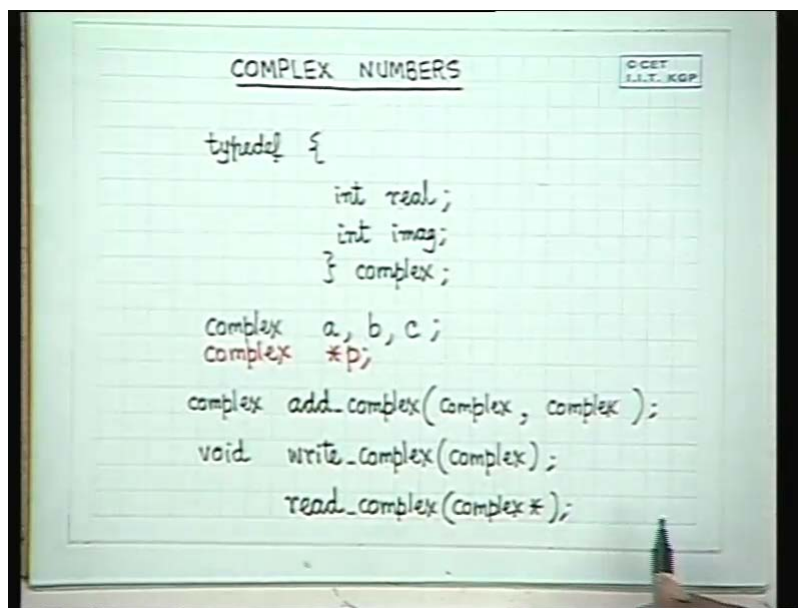 COMPLEX NUMBERS
© CET
I.I.T. KGP
typedef {
int real;
int imag;
} complex;
complex a, b, c;
complex *p;
complex add_complex(complex, complex);
void write_complex(complex);
read_complex(complex*);